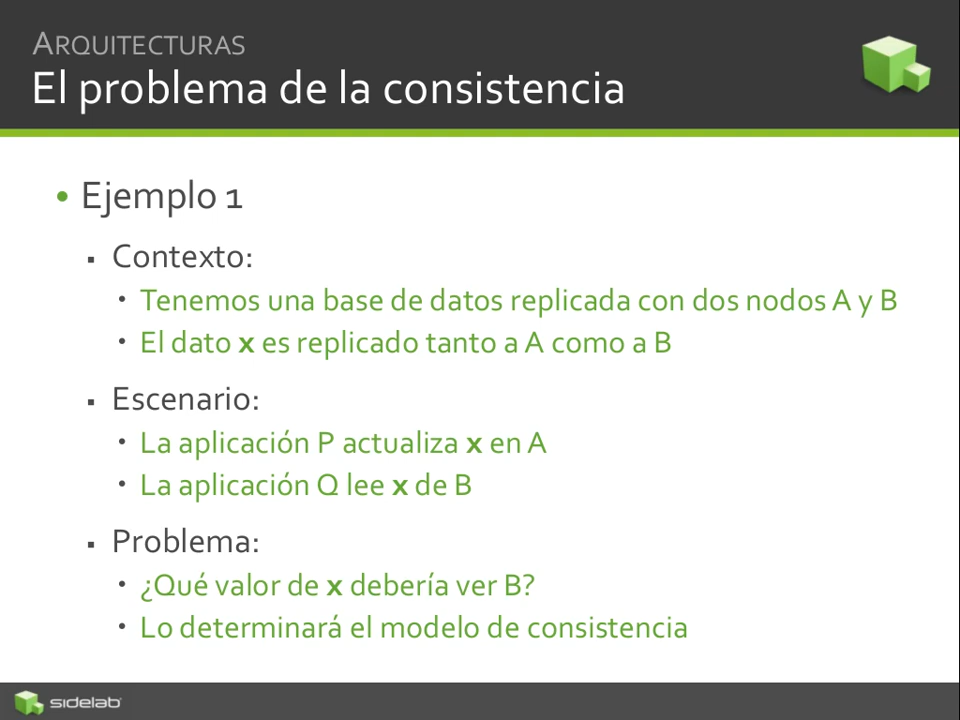 ARQUITECTURAS
El problema de la consistencia
• Ejemplo 1
▪ Contexto:
• Tenemos una base de datos replicada con dos nodos A y B
• El dato x es replicado tanto a A como a B
▪ Escenario:
• La aplicación P actualiza x en A
• La aplicación Q lee x de B
▪ Problema:
• ¿Qué valor de x debería ver B?
• Lo determinará el modelo de consistencia
sidelab